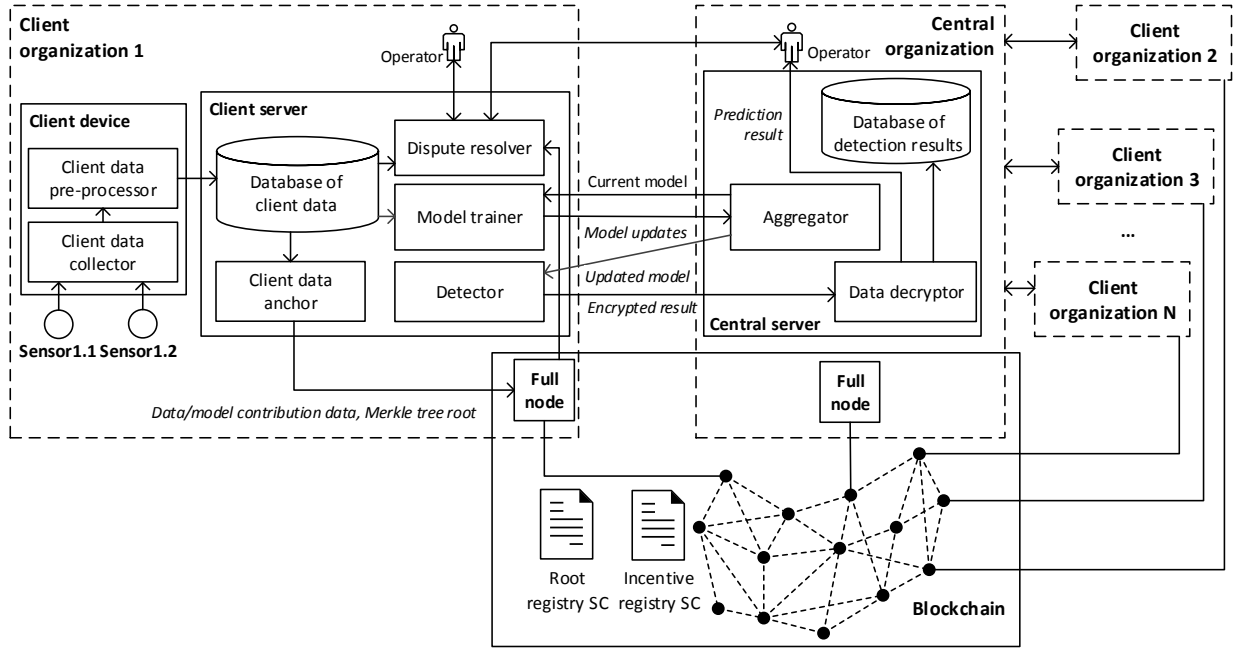 Client
organization 1
Operator
Client device
Client data
pre-processor
Client data
collector
Sensor1.1
Sensor1.2
Client server
Database of
client data
Client data
anchor
Dispute resolver
Model trainer
Detector
Current model
Model updates
Updated model
Encrypted result
Central
organization
Operator
Prediction
result
Database of
detection results
Aggregator
Data decryptor
Central server
Client
organization 2
Client
organization 3
...
Client
organization N
Data/model contribution data, Merkle tree root
Full
node
Full
node
Root
registry SC
Incentive
registry SC
Blockchain